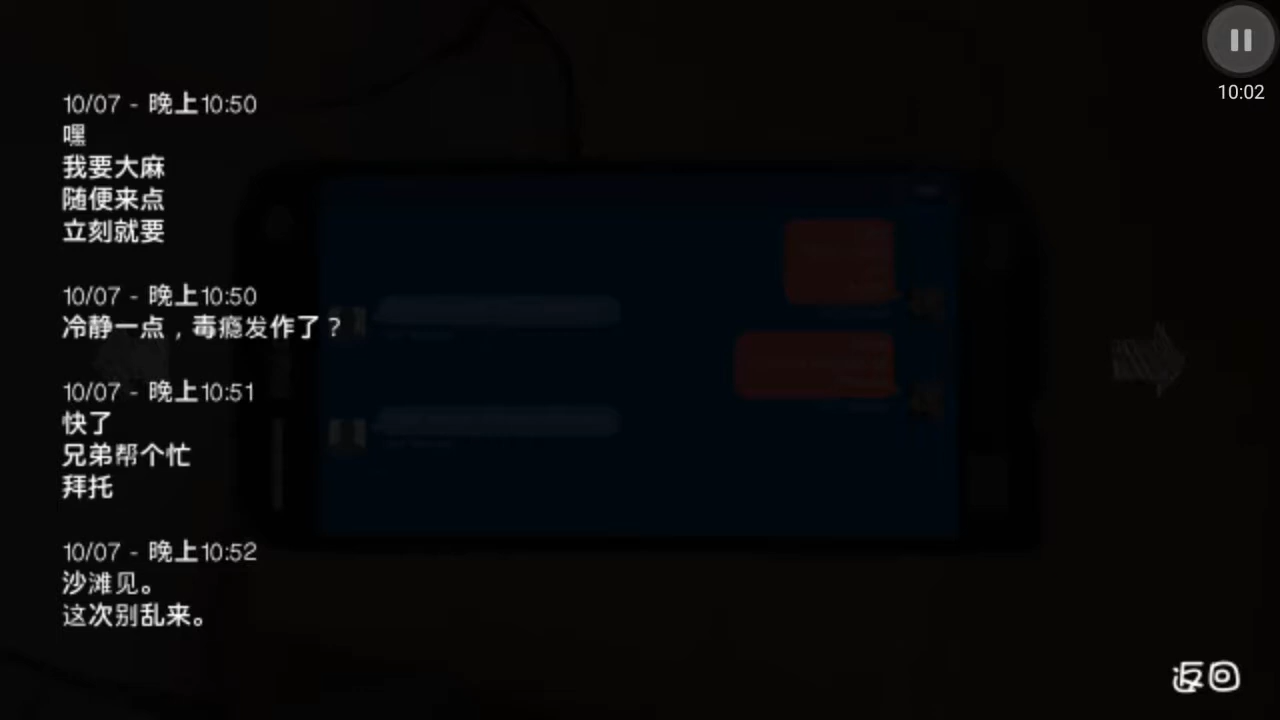 10:02
10/07 - 晚上10:50
嘿
我要大麻
随便来点
立刻就要
10/07 - 晚上10:50
冷静一点，毒瘾发作了？
10/07 - 晚上10:51
快了
兄弟帮个忙
拜托
10/07 - 晚上10:52
沙滩见。
这次别乱来。
返回